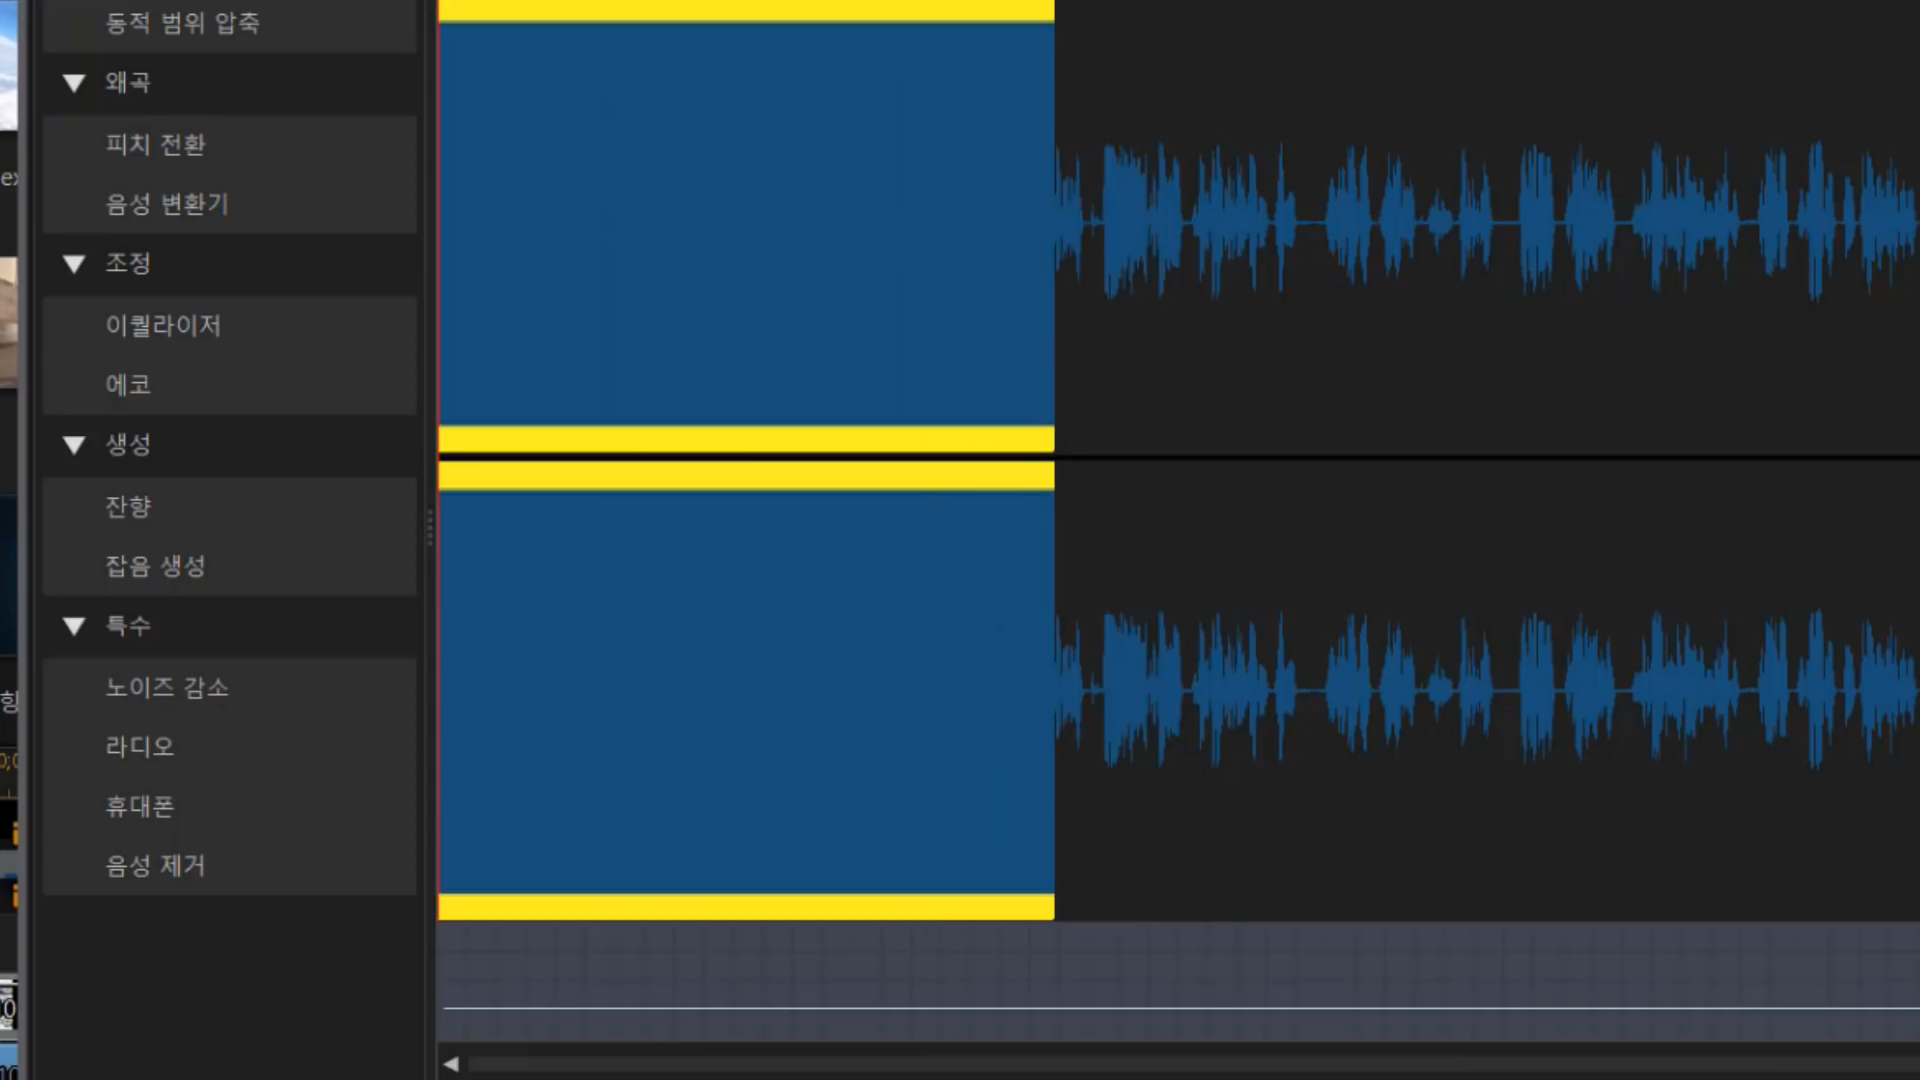 동적 범위 압축
왜곡
피치 전환
음성 변환기
조정
이퀄라이저
에코
생성
잔향
잡음 생성
특수
노이즈 감소
라디오
휴대폰
음성 제거
ex